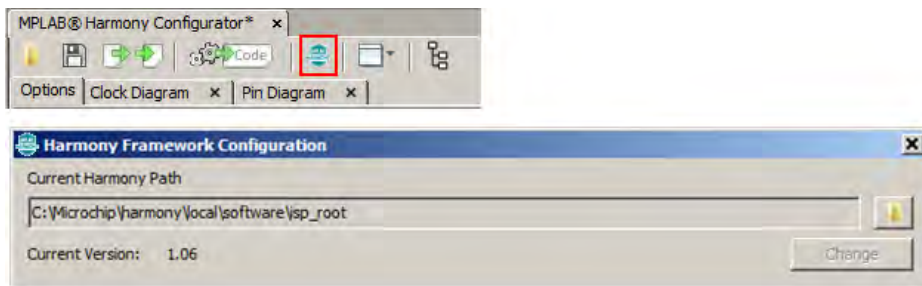 MPLAB® Harmony Configurator* x
Code
Options Clock Diagram x Pin Diagram x
Harmony Framework Configuration
Current Harmony Path
C:\Microchip\harmony\local\software\isp_root
Current Version: 1.06
Change